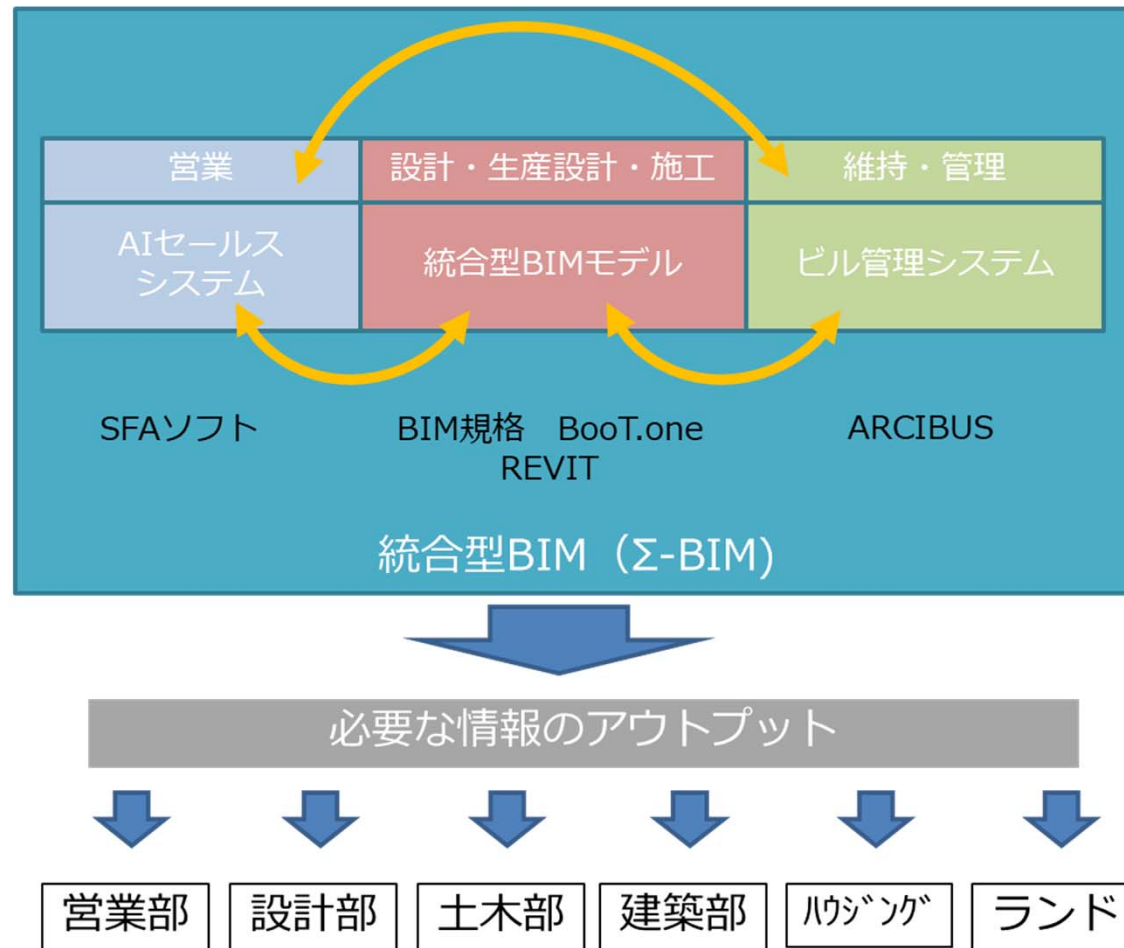 営業
設計・生産設計・施工
維持・管理
AIセールス
システム
統合型BIMモデル
ビル管理システム
SFAソフト
BIM規格　BooT.one
REVIT
ARCIBUS
統合型BIM（Σ-BIM)
必要な情報のアウトプット
営業部
設計部
土木部
建築部
ﾊｳｼﾞﾝｸﾞ
ランド